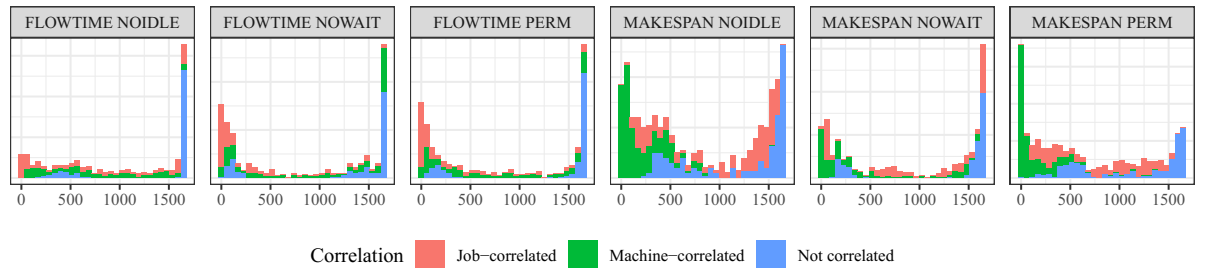 FLOWTIME NOIDLE FLOWTIME NOWAIT FLOWTIME PERM MAKESPAN NOIDLE MAKESPAN NOWAIT MAKESPAN PERM
0 500 1000 1500 0 500 1000 1500 0 500 1000 1500 0 500 1000 1500 0 500 1000 1500 0 500 1000 1500
Correlation Job−correlated Machine−correlated Not correlated